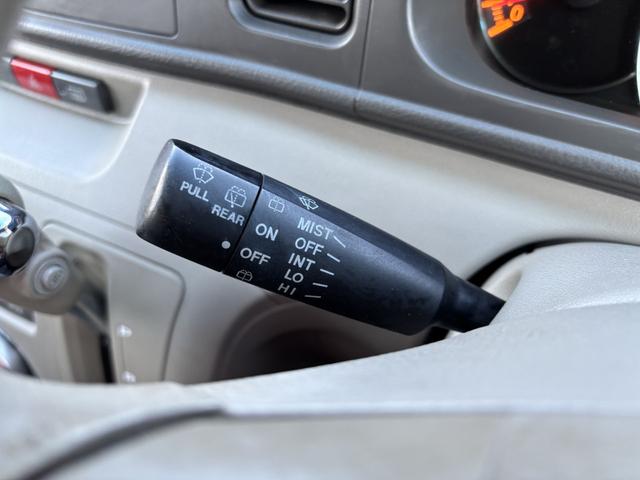 PULL
REAR
ON
OFF
MIST
OFF
INT
LO
HI